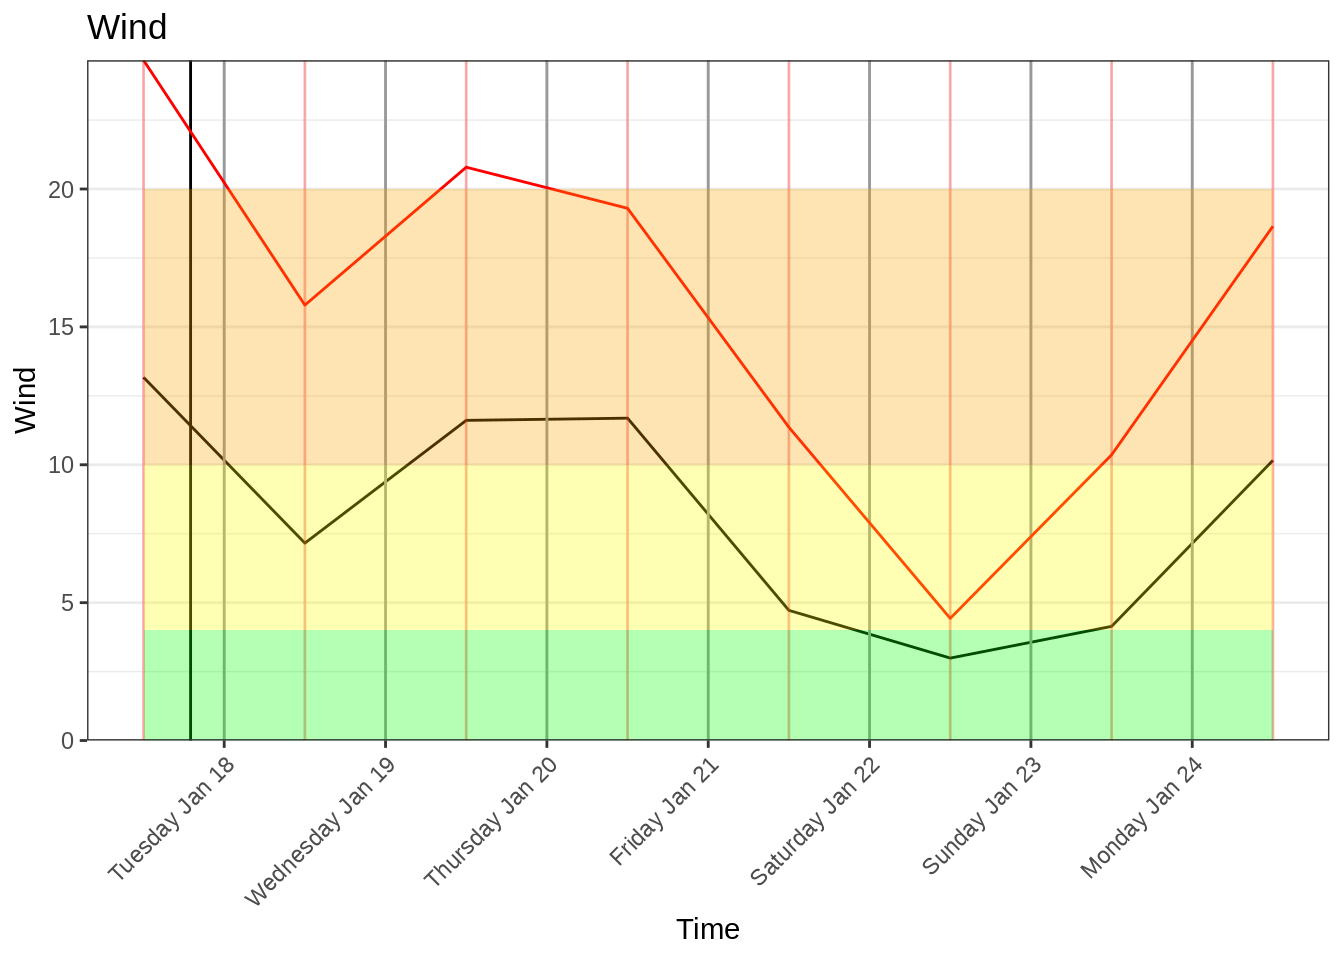 Wind
20
15
10
5
0
Wind
Tuesday Jan 18
Wednesday Jan 19
Thursday Jan 20
Friday Jan 21
Saturday Jan 22
Sunday Jan 23
Monday Jan 24
Time